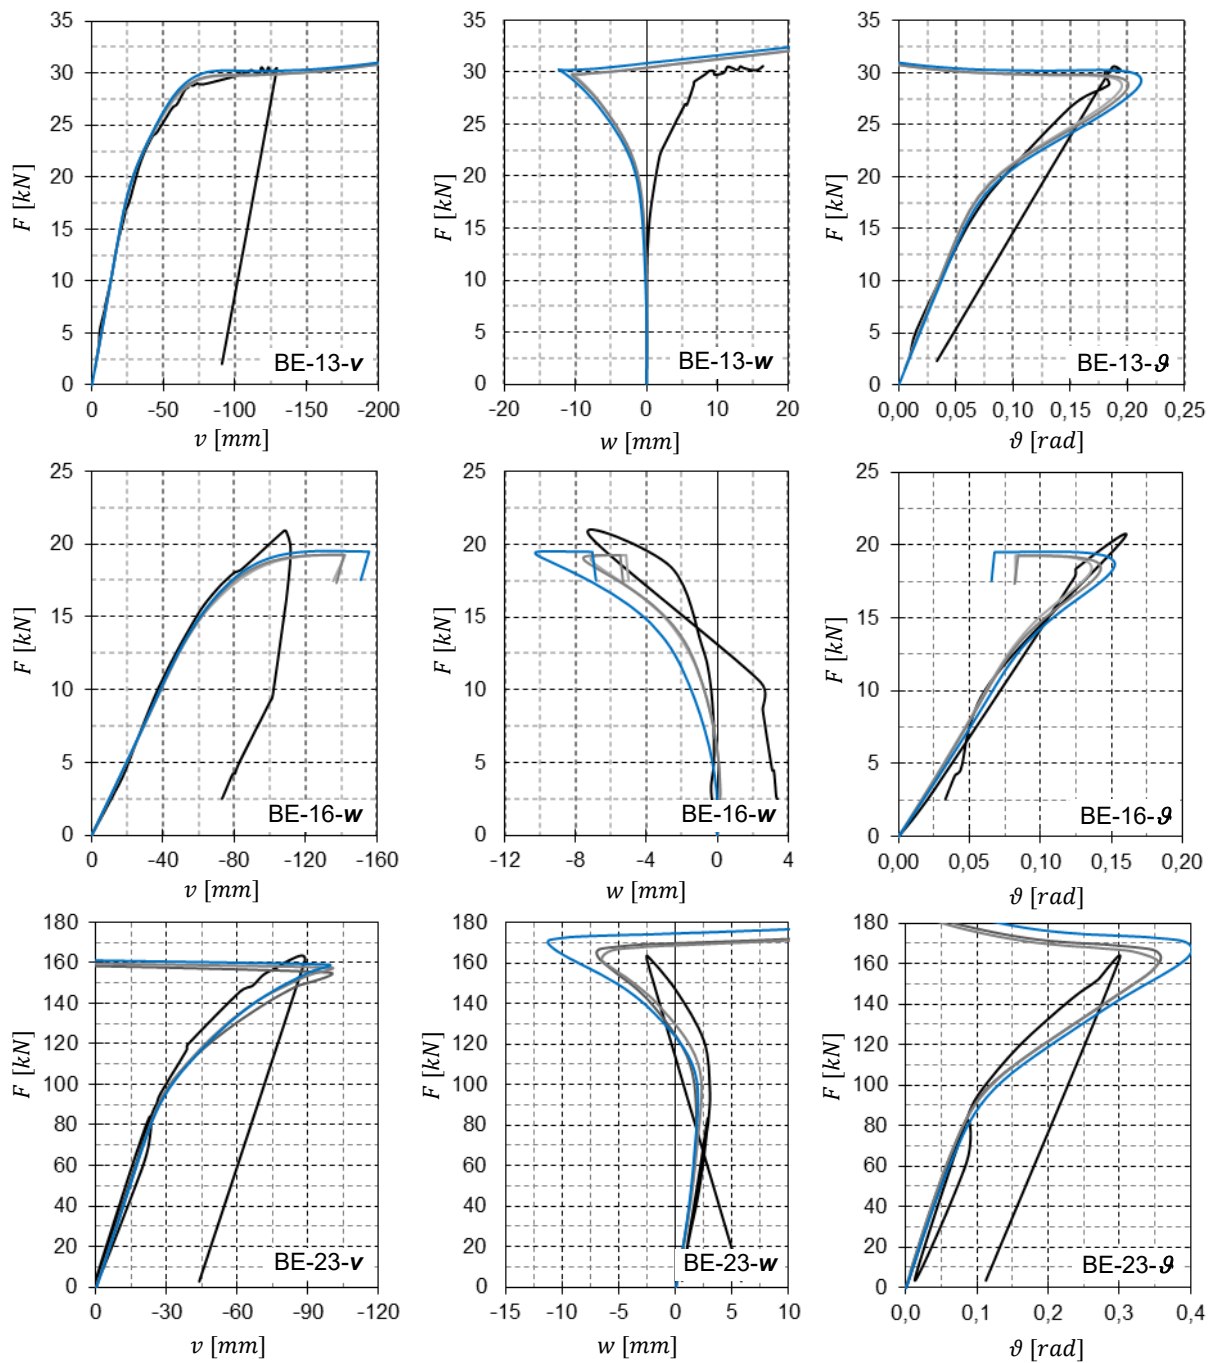 35
30
25
20
15
10
5
0
F [kN]
BE-13-v
0 -50 -100 -150 -200
v [mm]
35
30
25
20
15
10
5
0
F [kN]
BE-13-w
-20 -10 0 10 20
w [mm]
35
30
25
20
15
10
5
0
F [kN]
BE-13-ϑ
0,00 0,05 0,10 0,15 0,20 0,25
ϑ [rad]
25
20
15
10
5
0
F [kN]
BE-16-w
0 -40 -80 -120 -160
v [mm]
25
20
15
10
5
0
F [kN]
BE-16-w
-12 -8 -4 0 4
w [mm]
25
20
15
10
5
0
F [kN]
BE-16-ϑ
0,00 0,05 0,10 0,15 0,20
ϑ [rad]
180
160
140
120
100
80
60
40
20
0
F [kN]
BE-23-v
0 -30 -60 -90 -120
v [mm]
180
160
140
120
100
80
60
40
20
0
F [kN]
BE-23-w
-15 -10 -5 0 5 10
w [mm]
180
160
140
120
100
80
60
40
20
0
F [kN]
BE-23-ϑ
0,0 0,1 0,2 0,3 0,4
ϑ [rad]